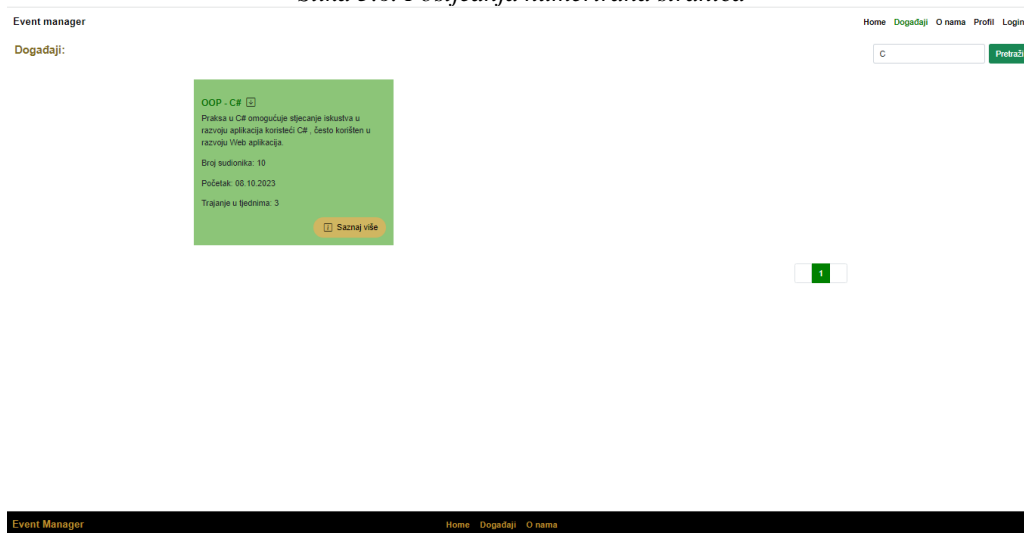 Event manager
Home Događaji O nama Profil Login
Događaji:
C
Pretraži
OOP - C#
Praksa u C# omogućuje stjecanje iskustva u
razvoju aplikacija koristeći C# , često korišten u
razvoju Web aplikacija.
Broj sudionika: 10
Početak: 08.10.2023
Trajanje u tjednima: 3
Saznaj više
1
Event Manager
Home Događaji O nama